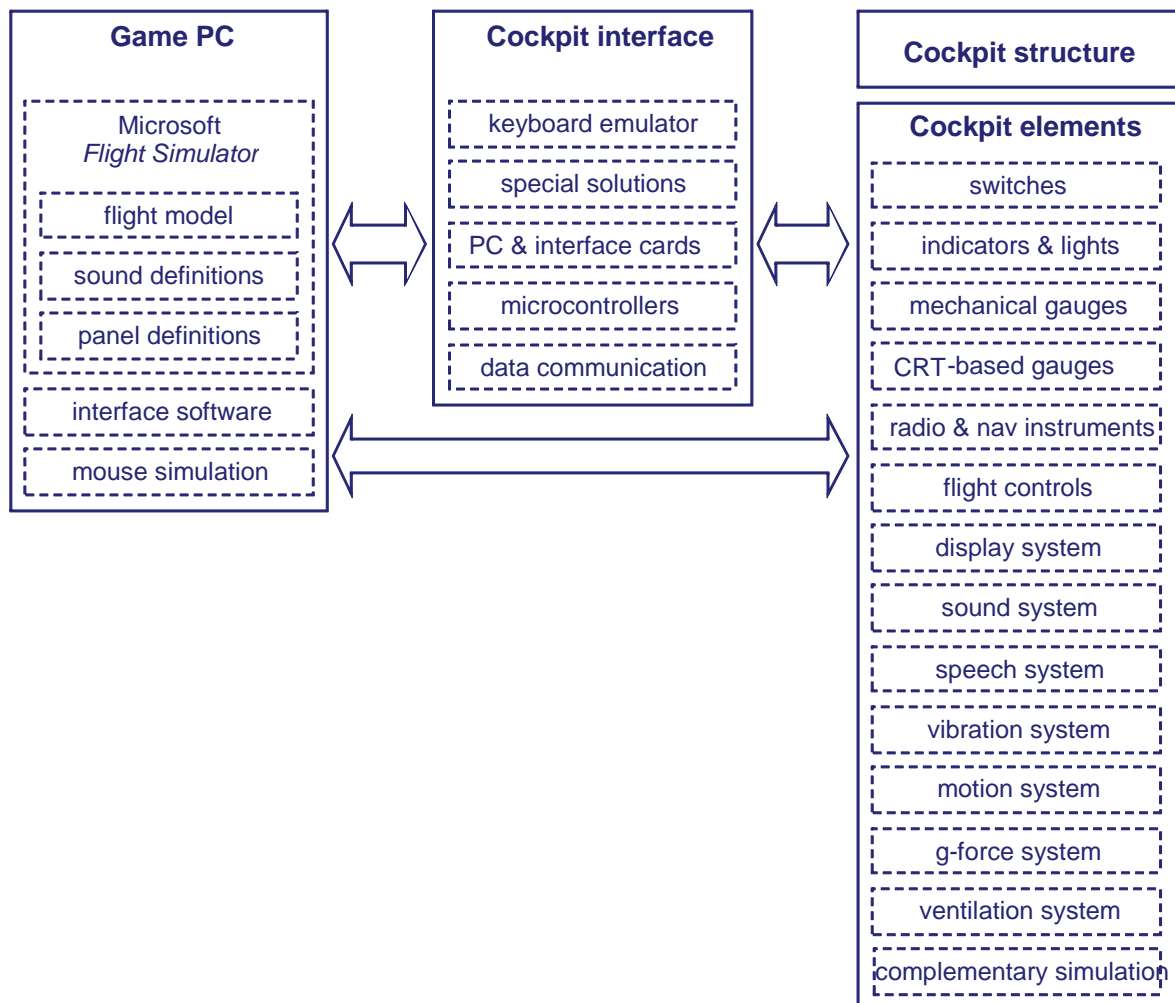 Game PC
Microsoft
Flight Simulator
flight model
sound definitions
panel definitions
interface software
mouse simulation
Cockpit interface
keyboard emulator
special solutions
PC & interface cards
microcontrollers
data communication
Cockpit structure
Cockpit elements
switches
indicators & lights
mechanical gauges
CRT-based gauges
radio & nav instruments
flight controls
display system
sound system
speech system
vibration system
motion system
g-force system
ventilation system
complementary simulation